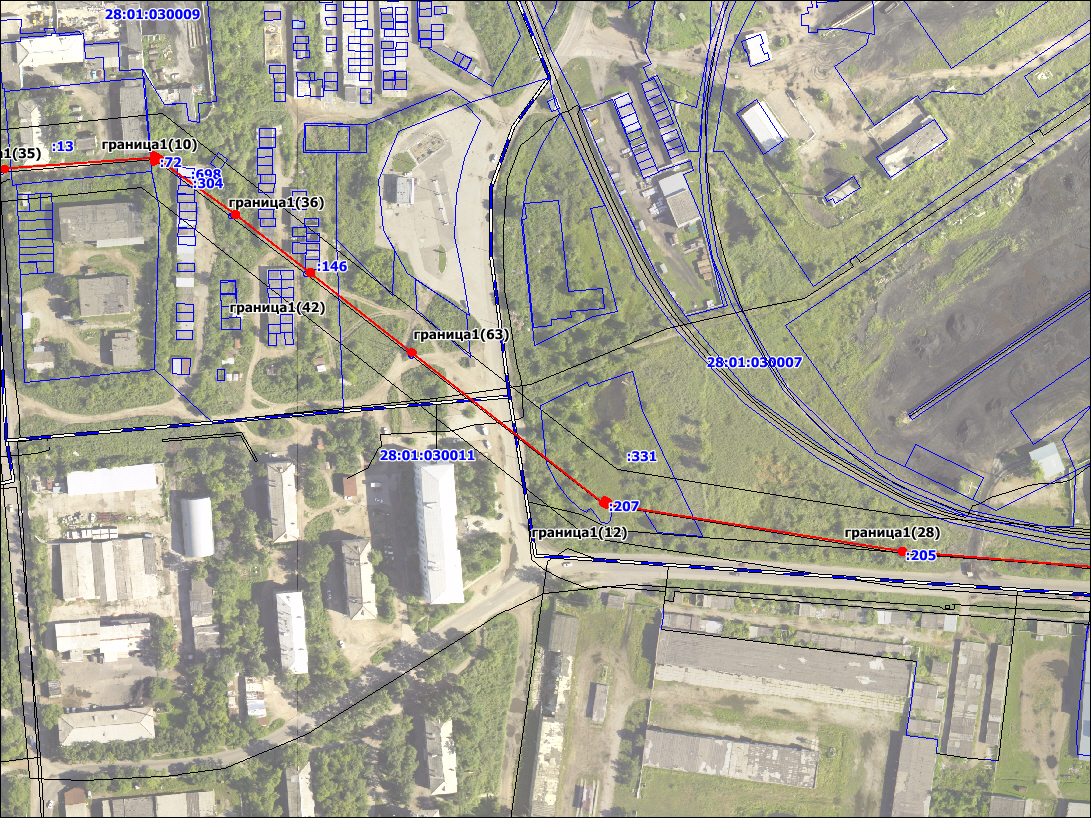 28:01:030009
:13
граница1(10)
а1(35)
:72
:698
:304
граница1(36)
:146
граница1(42)
граница1(63)
28:01:030007
28:01:030011
:331
:207
граница1(12)
граница1(28)
:205